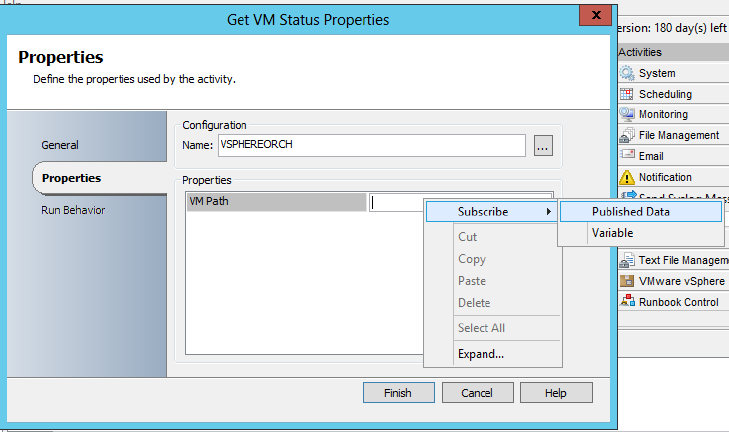 Get VM Status Properties
x
ersion: 180 day(s) left
Properties
Define the properties used by the activity.
Activities
System
Scheduling
Monitoring
File Management
Email
Notification
Send Syslog Mess
Text File Managem
VMware vSphere
Runbook Control
General
Properties
Run Behavior
Configuration
Name:
VSPHEREORCH
...
Properties
VM Path
Subscribe
Cut
Copy
Paste
Delete
Select All
Expand...
Published Data
Variable
Finish
Cancel
Help